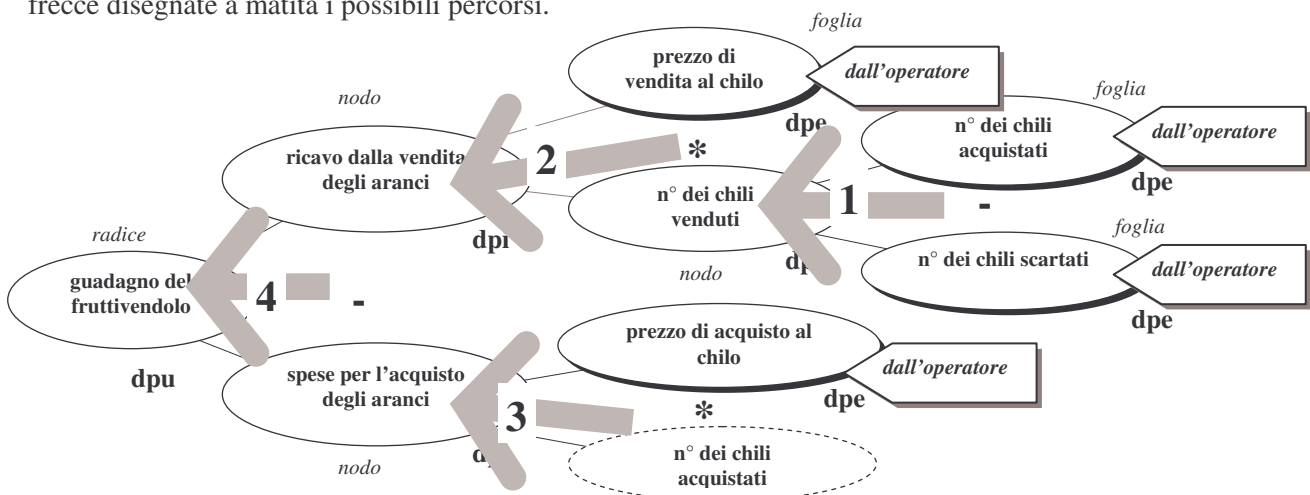 frecce disegnate a matita i possibili percorsi.
foglia
prezzo di
vendita al chilo
dall'operatore
dpe
foglia
n° dei chili
acquistati
dall'operatore
dpe
nodo
ricavo dalla vendita
degli aranci
dpi
2
*
n° dei chili
venduti
1
-
nodo
foglia
n° dei chili scartati
dall'operatore
dpe
radice
guadagno del
fruttivendolo
dpu
4
-
prezzo di acquisto al
chilo
dall'operatore
dpe
spese per l'acquisto
degli aranci
nodo
3
*
n° dei chili
acquistati